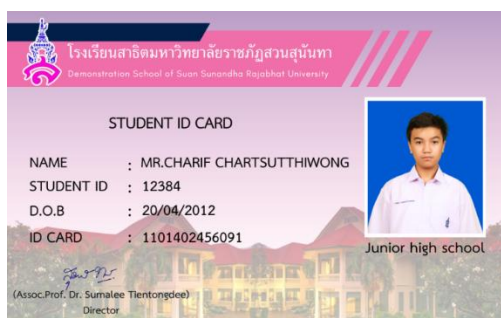 โรงเรียนสาธิตมหาวิทยาลัยราชภัฏสวนสุนันทา
Demonstration School of Suan Sunandha Rajabhat University
STUDENT ID CARD
NAME : MR.CHARIF CHARTSUTTHIWONG
STUDENT ID : 12384
D.O.B : 20/04/2012
ID CARD : 1101402456091
Junior high school
(Assoc.Prof. Dr. Sumalee Tientongdee)
Director